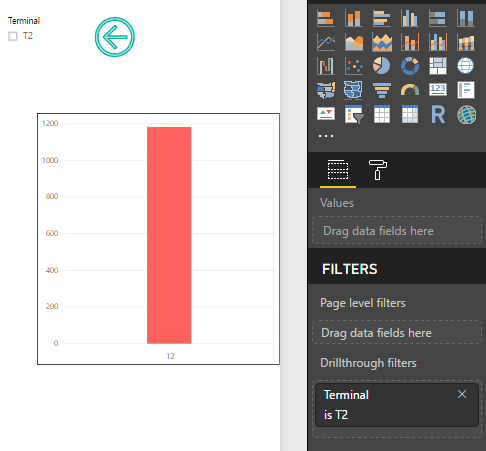 Terminal
T2
1200
1000
800
600
400
200
0
T2
123
R
...
Values
Drag data fields here
FILTERS
Page level filters
Drag data fields here
Drillthrough filters
Terminal
is T2